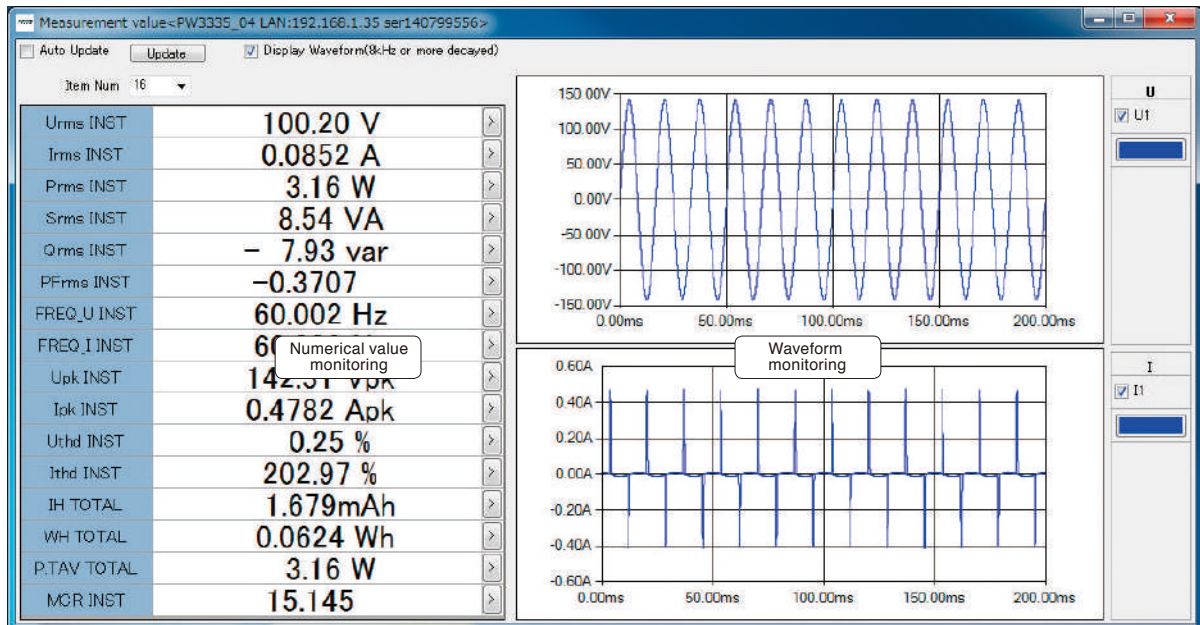 Measurement value<PW3335_04 LAN:192.168.1.35 ser140799556>
Auto Update Update Display Waveform(8kHz or more decayed)
Item Num 16
Urms INST 100.20 V
Irms INST 0.0852 A
Prms INST 3.16 W
Srms INST 8.54 VA
Qrms INST - 7.93 var
PFrms INST -0.3707
FREQ_U INST 60.002 Hz
FREQ_I INST
Numerical value
monitoring
Upk INST
Ipk INST 0.4782 Apk
Uthd INST 0.25 %
Ithd INST 202.97 %
IH TOTAL 1.679mAh
WH TOTAL 0.0624 Wh
P.TAV TOTAL 3.16 W
MCR INST 15.145
150.00V
100.00V
50.00V
0.00V
-50.00V
-100.00V
-150.00V
0.00ms 50.00ms 100.00ms 150.00ms 200.00ms
U
U1
Waveform
monitoring
0.60A
0.40A
0.20A
0.00A
-0.20A
-0.40A
-0.60A
0.00ms 50.00ms 100.00ms 150.00ms 200.00ms
I
I1